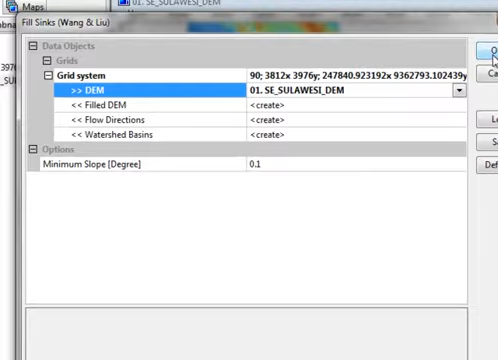 Maps
01. SE_SULAWESI_DEM
Fill Sinks (Wang & Liu)
Data Objects
Grids
Grid system 90; 3812x 3976y; 247840.923192x 9362793.102439y
>> DEM 01. SE_SULAWESI_DEM
<< Filled DEM <create>
<< Flow Directions <create>
<< Watershed Basins <create>
Options
Minimum Slope [Degree] 0.1